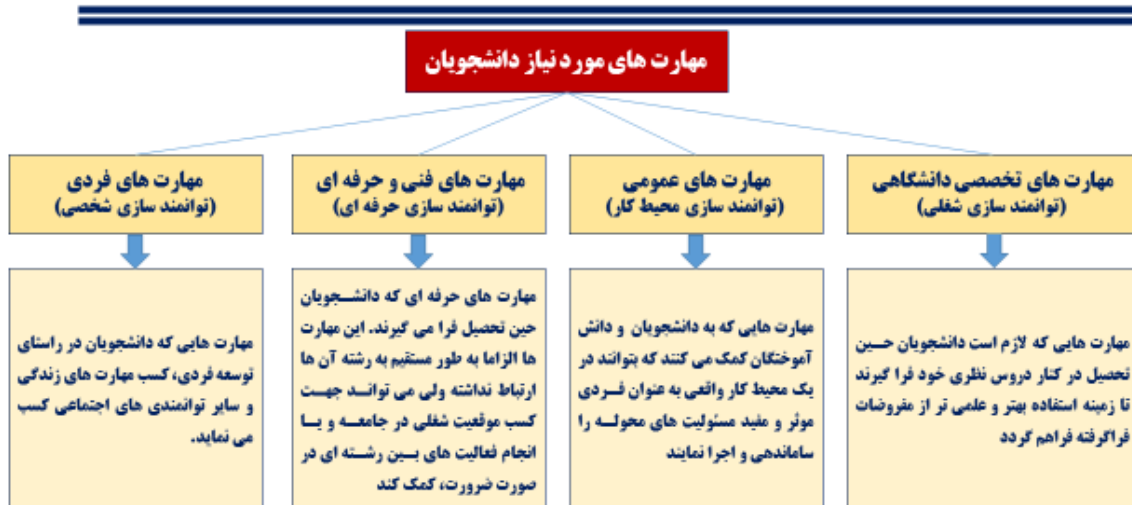 مهارت های مورد نیاز دانشجویان
مهارت های تخصصی دانشگاهی
(توانمند سازی شغلی)
مهارت هایی که لازم است دانشجویان حین
تحصیل در کنار دروس نظری خود فرا گیرند
تا زمینه استفاده بهتر و علمی تر از مفروضات
فراگرفته فراهم گردد
مهارت های عمومی
(توانمند سازی محیط کار)
مهارت هایی که به دانشجویان و دانش
آموختگان کمک می کنند که بتوانند در
یک محیط کار واقعی به عنوان فردی
موثر و مفید مسئولیت های محوله را
ساماندهی و اجرا نمایند
مهارت های فنی و حرفه ای
(توانمند سازی حرفه ای)
مهارت های حرفه ای که دانشجویان
حین تحصیل فرا می گیرند. این مهارت
ها الزاما به طور مستقیم به رشته آن ها
ارتباط نداشته ولی می توانند جهت
کسب موقعیت شغلی در جامعه و یا
انجام فعالیت های بین رشته ای در
صورت ضرورت، کمک کند
مهارت های فردی
(توانمند سازی شخصی)
مهارت هایی که دانشجویان در راستای
توسعه فردی، کسب مهارت های زندگی
و سایر توانمندی های اجتماعی کسب
می نماید.